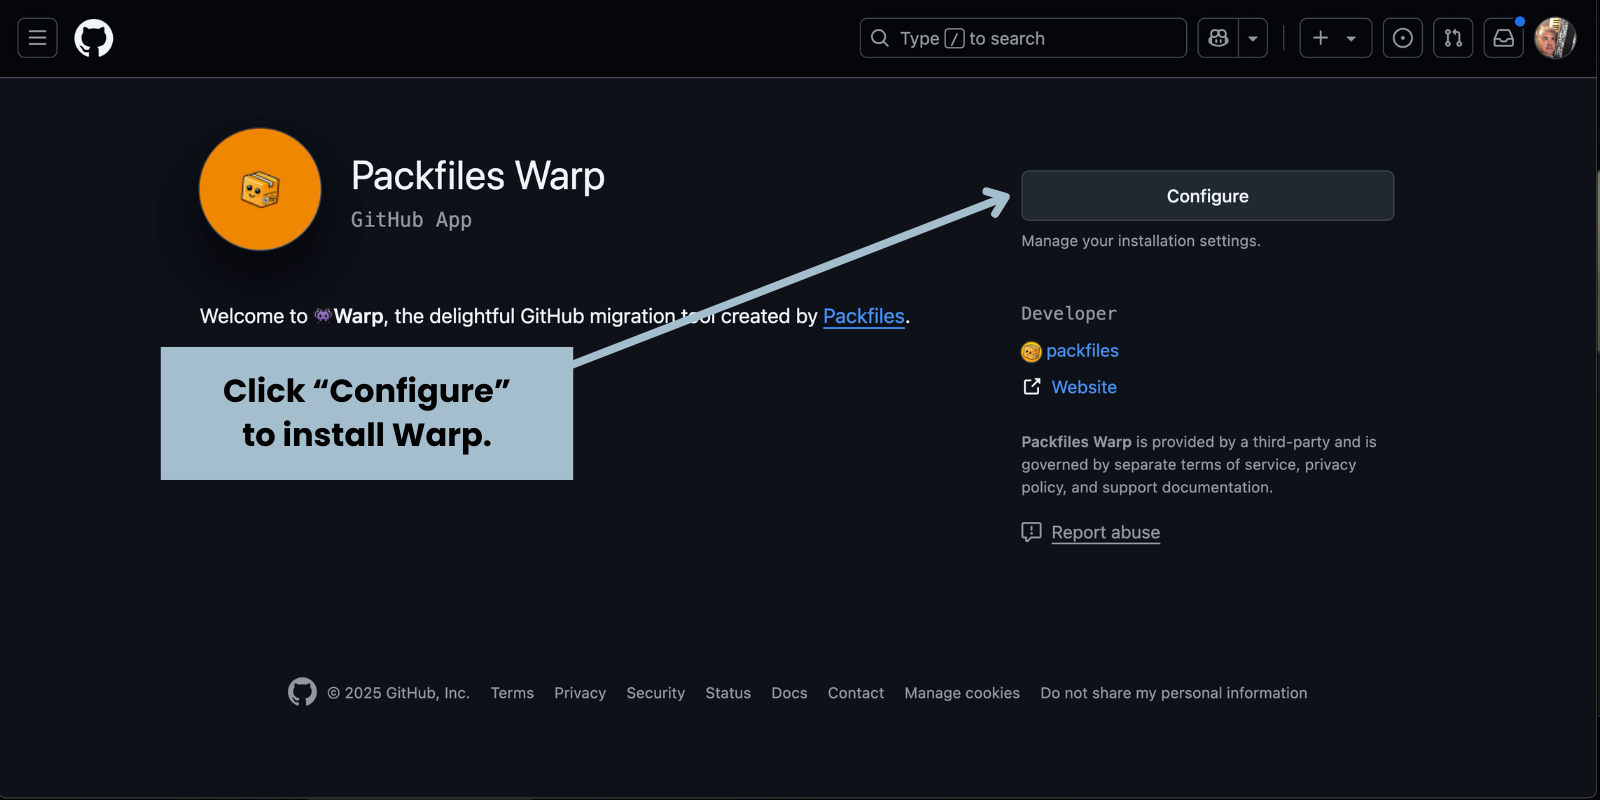 Type / to search
Packfiles Warp
GitHub App
Configure
Manage your installation settings.
Welcome to 👾Warp, the delightful GitHub migration tool created by Packfiles.
Click “Configure”
to install Warp.
Developer
packfiles
Website
Packfiles Warp is provided by a third-party and is
governed by separate terms of service, privacy
policy, and support documentation.
Report abuse
© 2025 GitHub, Inc. Terms Privacy Security Status Docs Contact Manage cookies Do not share my personal information